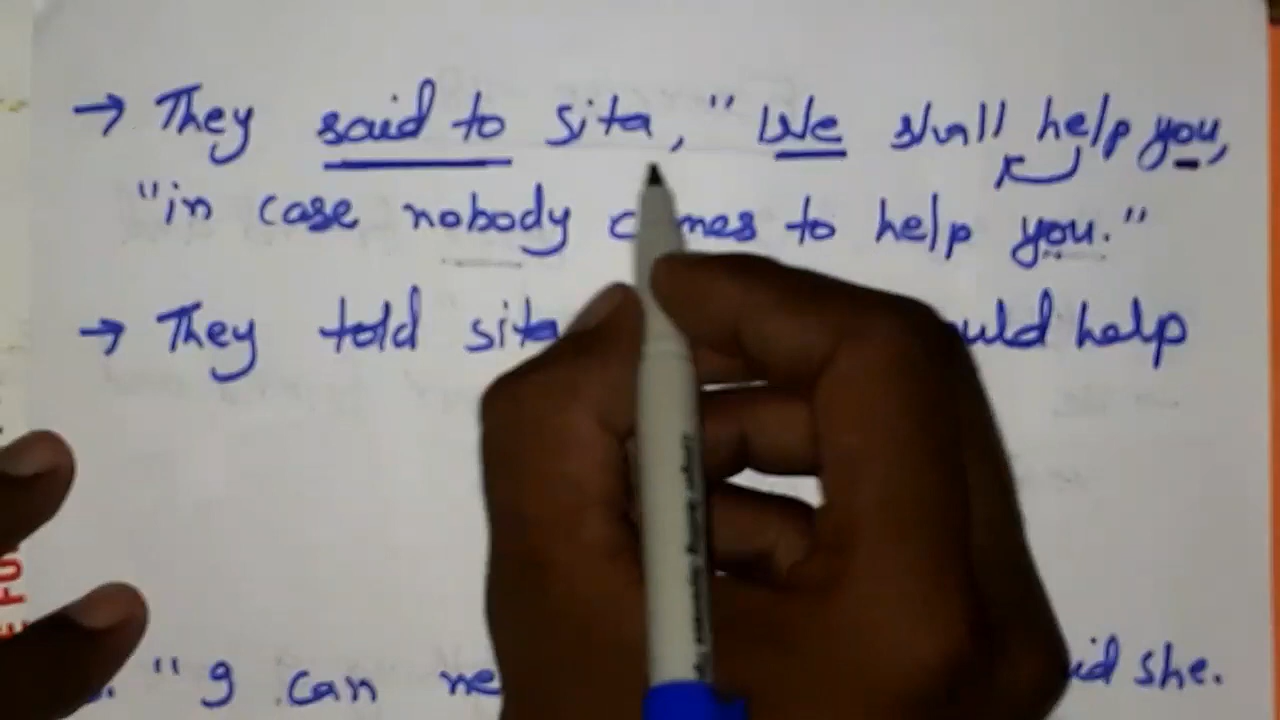 → They said to sita, " We shall help you,
"in case nobody comes to help you."
→ They told sita ould help
. " I can ne id she.